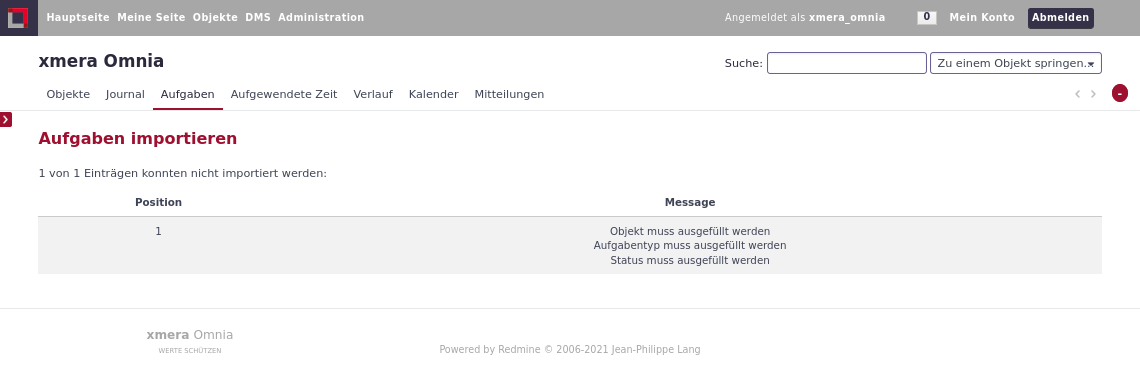 Hauptseite Meine Seite Objekte DMS Administration Angemeldet als xmera_omnia 0 Mein Konto Abmelden
xmera Omnia Suche: Zu einem Objekt springen...
Objekte Journal Aufgaben Aufgewendete Zeit Verlauf Kalender Mitteilungen
Aufgaben importieren
1 von 1 Einträgen konnten nicht importiert werden:
Position Message
1 Objekt muss ausgefüllt werden
Aufgabentyp muss ausgefüllt werden
Status muss ausgefüllt werden
xmera Omnia
WERTE SCHÜTZEN
Powered by Redmine © 2006-2021 Jean-Philippe Lang